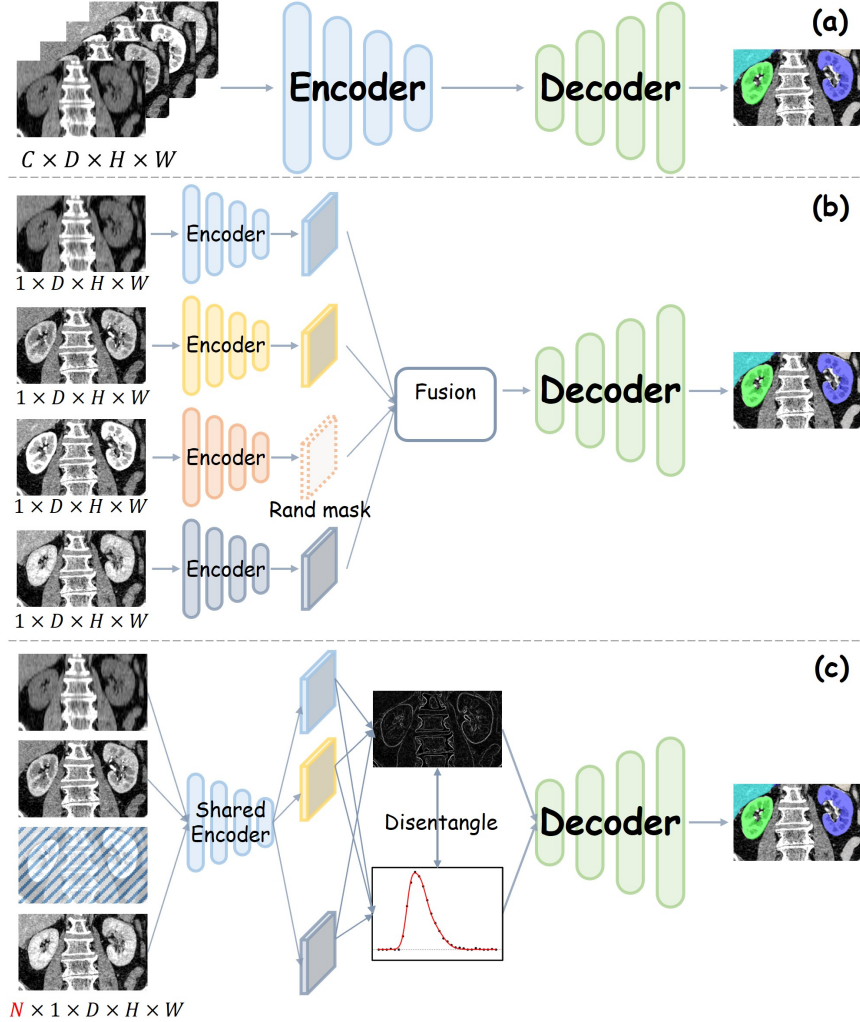 (a)
Encoder
Decoder
C × D × H × W
(b)
Encoder
1 × D × H × W
Encoder
1 × D × H × W
Fusion
Decoder
Encoder
1 × D × H × W
Rand mask
Encoder
1 × D × H × W
(c)
Shared
Encoder
Disentangle
Decoder
N × 1 × D × H × W